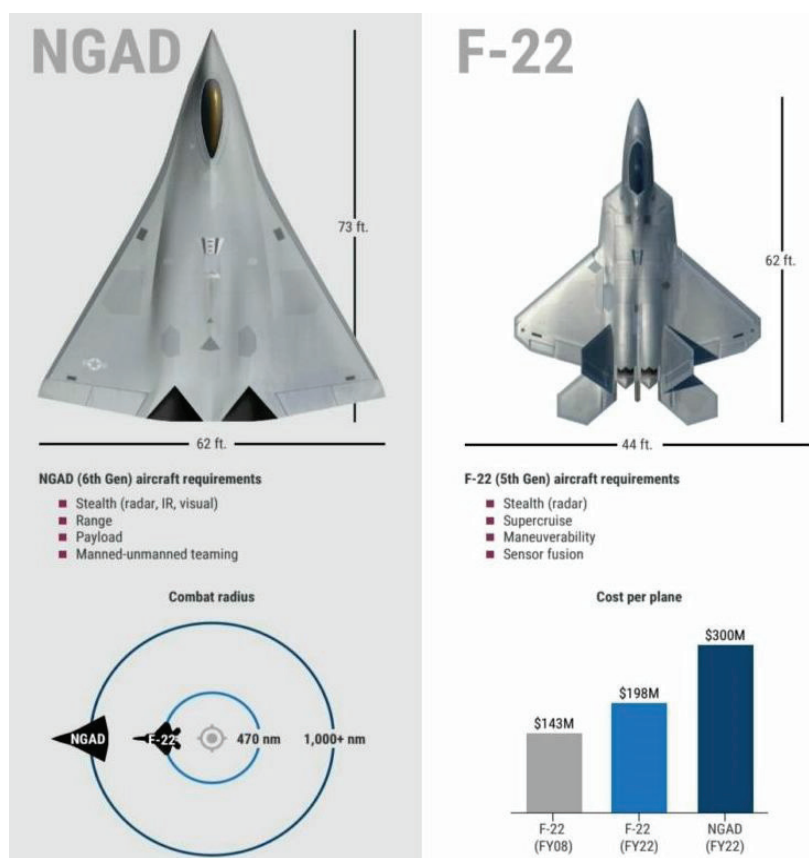 NGAD
73 ft.
62 ft.
NGAD (6th Gen) aircraft requirements
Stealth (radar, IR, visual)
Range
Payload
Manned-unmanned teaming
Combat radius
NGAD
F-22
470 nm
1,000+ nm
F-22
62 ft.
44 ft.
F-22 (5th Gen) aircraft requirements
Stealth (radar)
Supercruise
Maneuverability
Sensor fusion
Cost per plane
$143M
$198M
$300M
F-22
(FY08)
F-22
(FY22)
NGAD
(FY22)